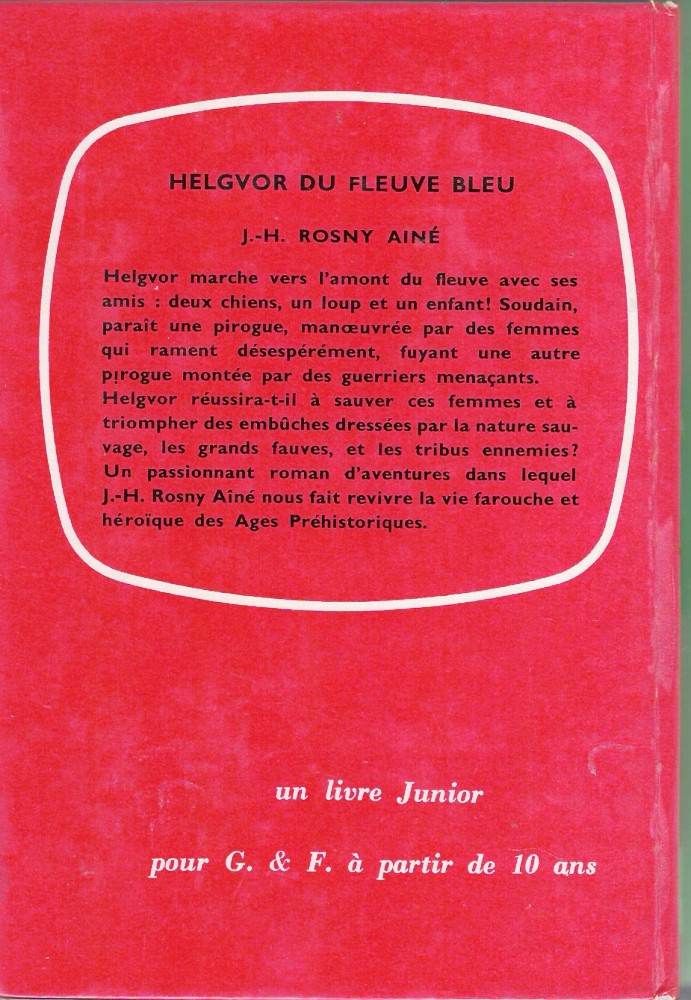 HELGVOR DU FLEUVE BLEU
J.-H. ROSNY AINÉ
Helgvor marche vers l'amont du fleuve avec ses
amis : deux chiens, un loup et un enfant! Soudain,
paraît une pirogue, manœuvrée par des femmes
qui rament désespérément, fuyant une autre
pirogue montée par des guerriers menaçants.
Helgvor réussira-t-il à sauver ces femmes et à
triompher des embûches dressées par la nature sau-
vage, les grands fauves, et les tribus ennemies?
Un passionnant roman d'aventures dans lequel
J.-H. Rosny Aîné nous fait revivre la vie farouche et
héroïque des Ages Préhistoriques.
un livre Junior
pour G. & F. à partir de 10 ans